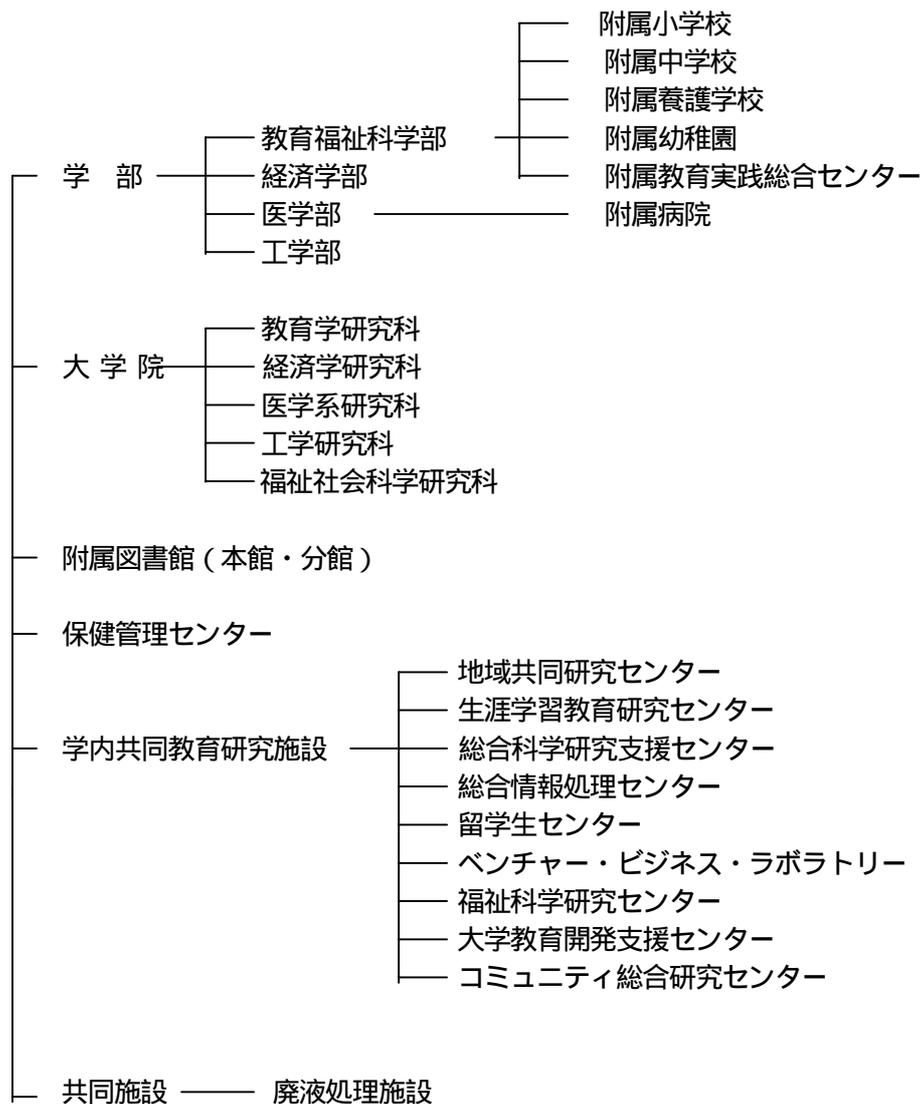 附属小学校
附属中学校
附属養護学校
教育福祉科学部 附属幼稚園
学 部 経済学部 附属教育実践総合センター
医学部 附属病院
工学部
教育学研究科
大 学 院 経済学研究科
医学系研究科
工学研究科
福祉社会科学研究科
附属図書館(本館・分館)
保健管理センター
地域共同研究センター
生涯学習教育研究センター
学内共同教育研究施設 総合科学研究支援センター
総合情報処理センター
留学生センター
ベンチャー・ビジネス・ラボラトリー
福祉科学研究センター
大学教育開発支援センター
コミュニティ総合研究センター
共同施設 廃液処理施設